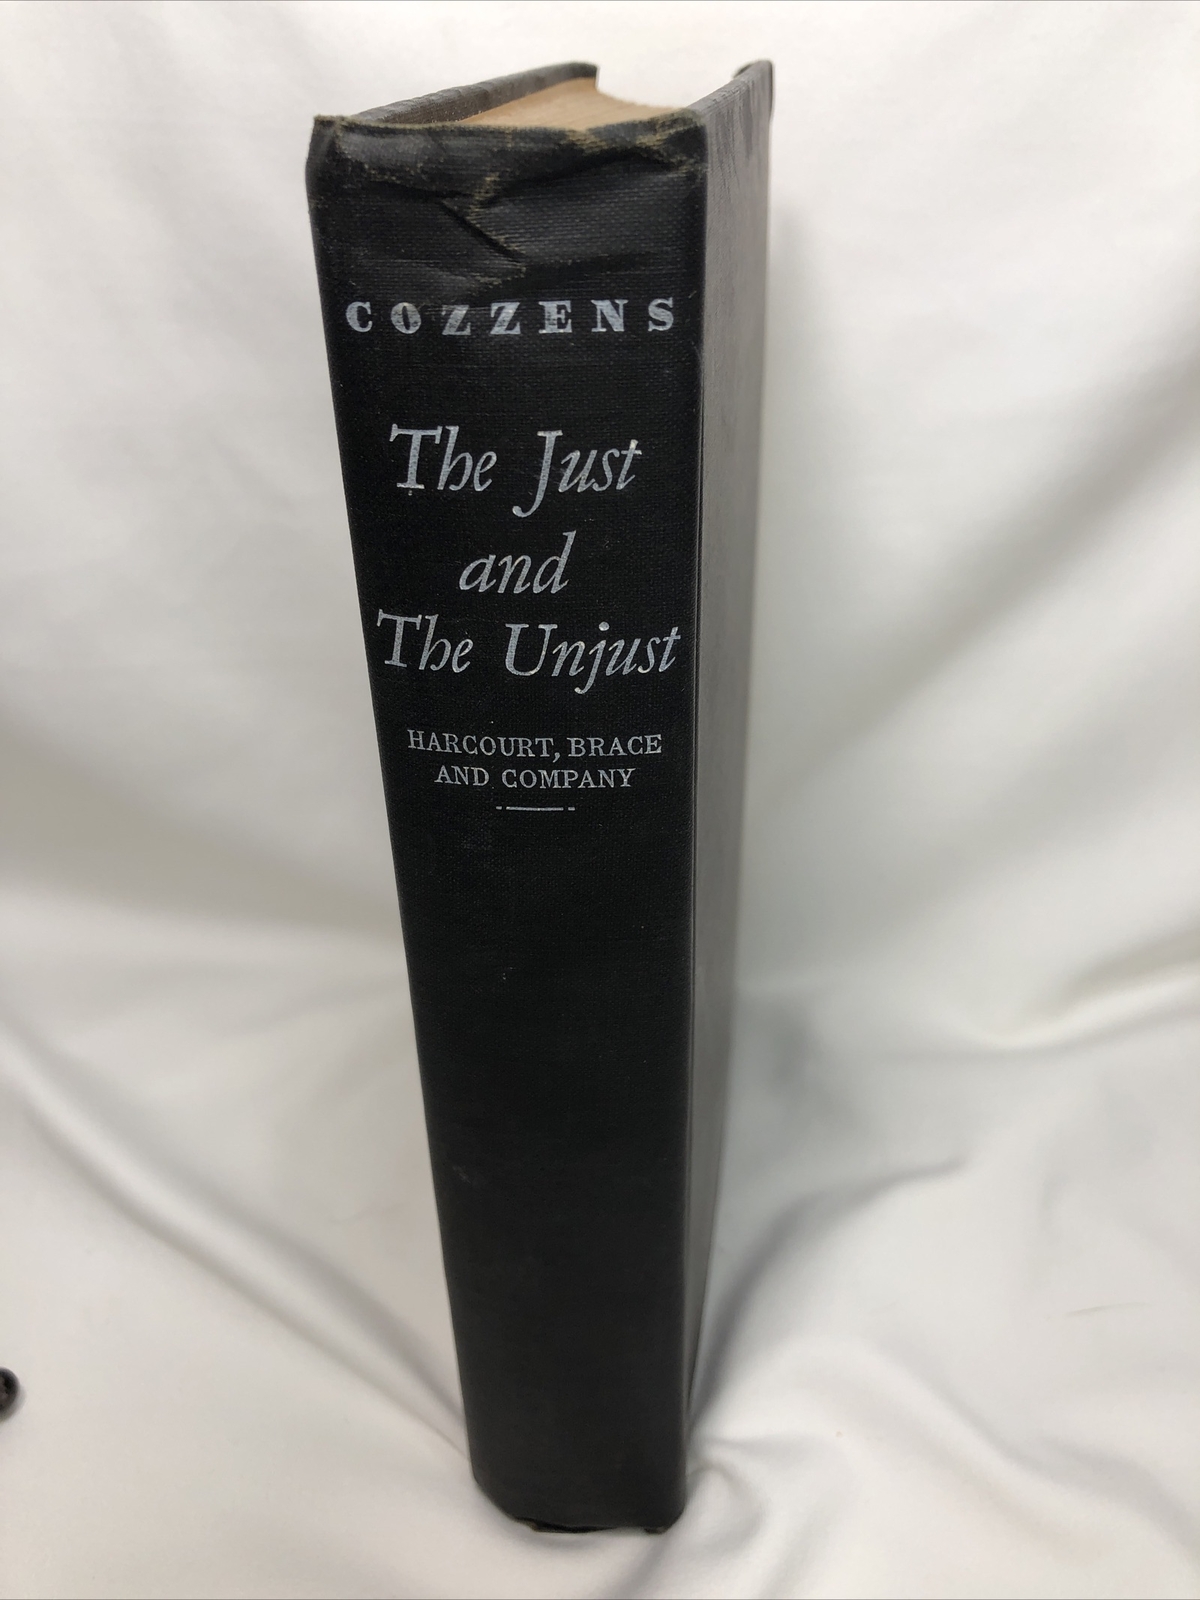 COZZENS
The Just
and
The Unjust
HARCOURT, BRACE
AND COMPANY